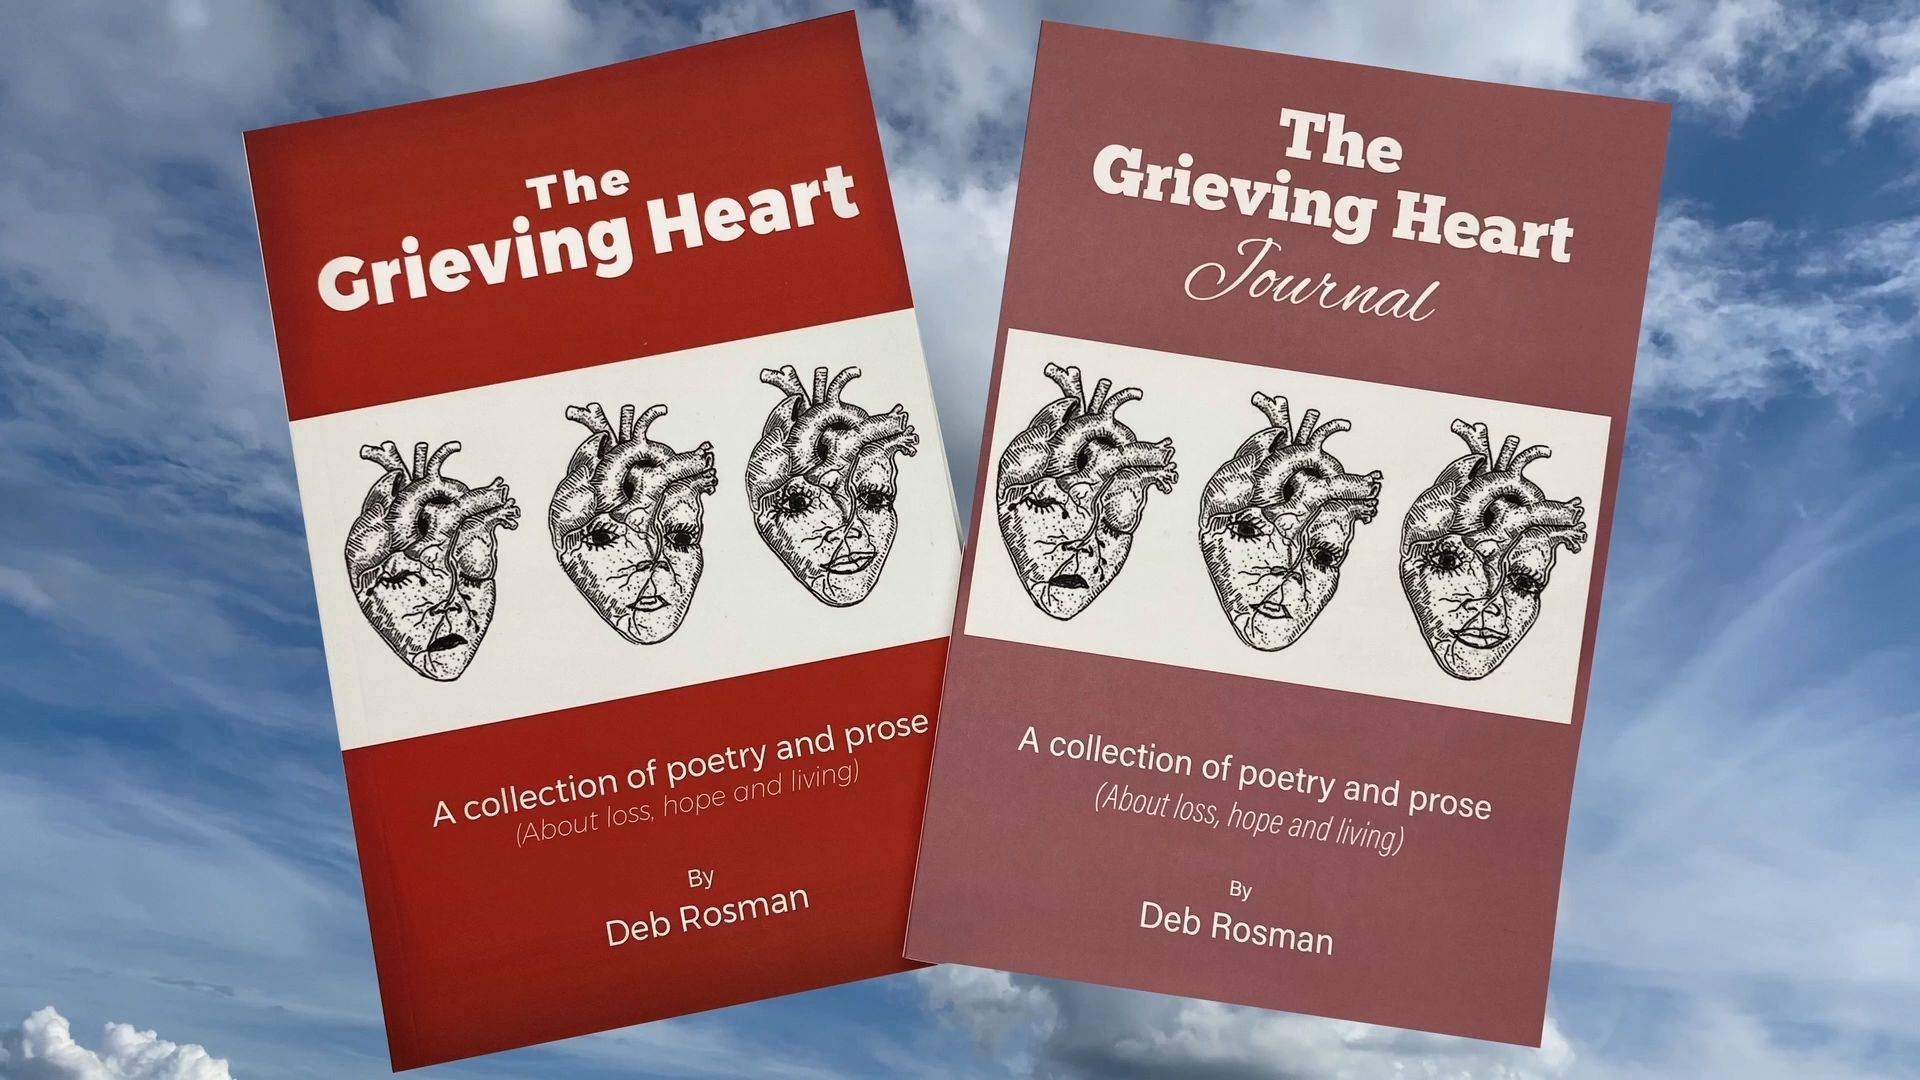 The
Grieving Heart
A collection of poetry and prose
(About loss, hope and living)
By
Deb Rosman
The
Grieving Heart
Journal
A collection of poetry and prose
(About loss, hope and living)
By
Deb Rosman